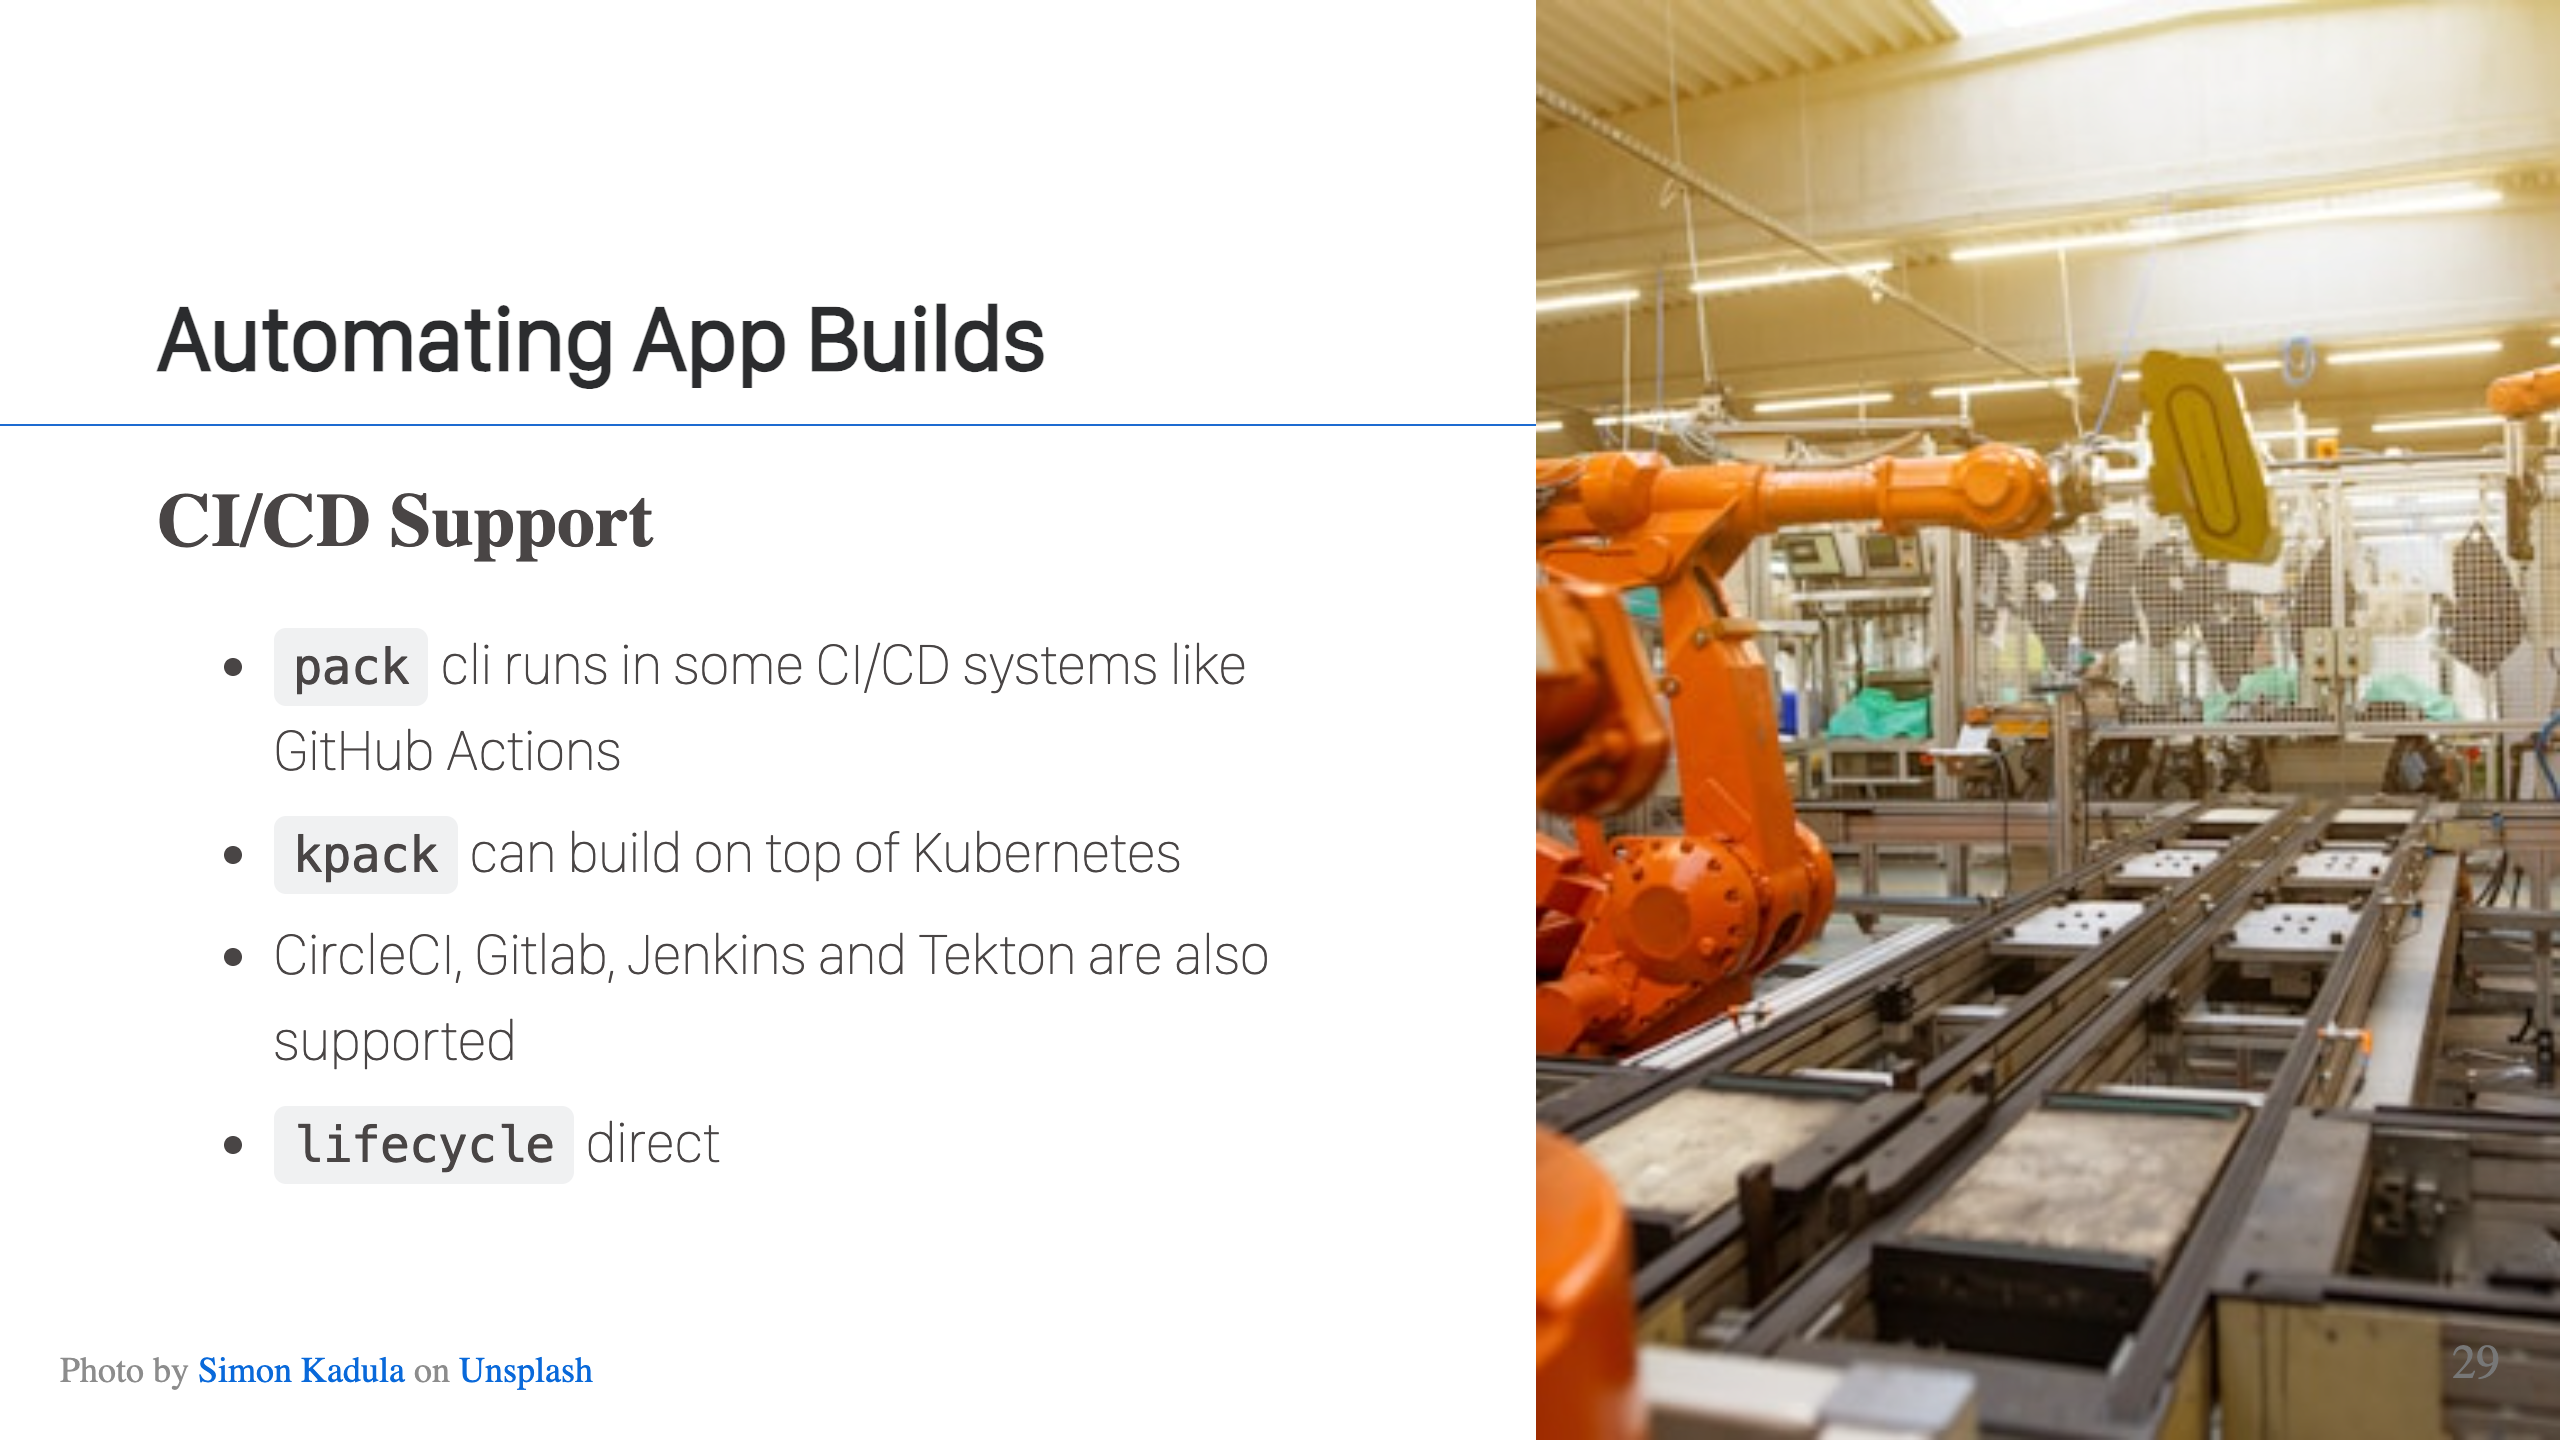 Automating App Builds
CI/CD Support
pack cli runs in some CI/CD systems like
GitHub Actions
kpack can build on top of Kubernetes
CircleCI, Gitlab, Jenkins and Tekton are also
supported
lifecycle direct
Photo by Simon Kadula on Unsplash
29